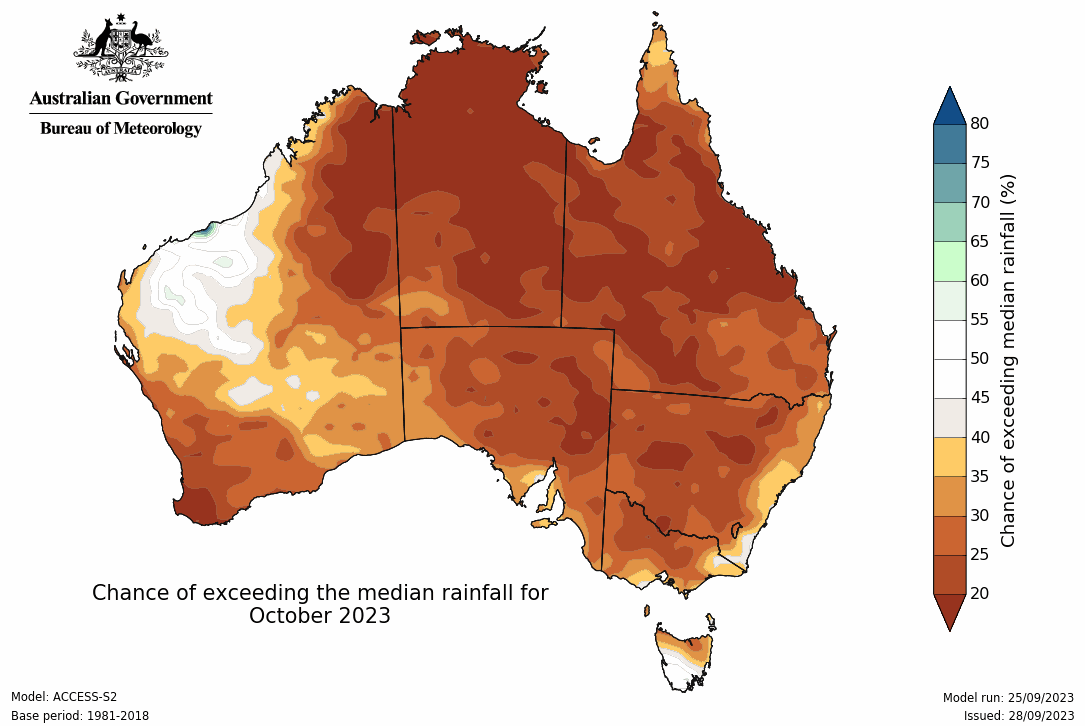 AUSTRALIA
Australian Government
Bureau of Meteorology
80
75
70
65
60
55
50
45
40
35
30
25
20
Chance of exceeding median rainfall (%)
Chance of exceeding the median rainfall for
October 2023
Model: ACCESS-S2
Base period: 1981-2018
Model run: 25/09/2023
Issued: 28/09/2023